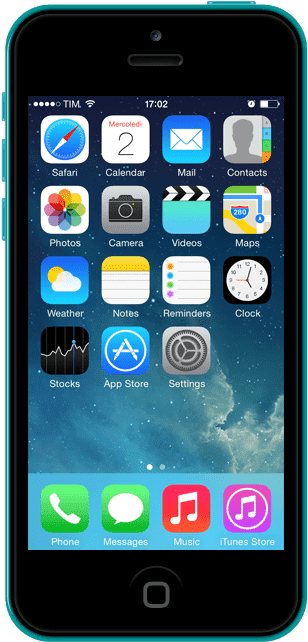 TIM 17:02
Mercoledì
2
Safari Calendar Mail Contacts
280
Photos Camera Videos Maps
Weather Notes Reminders Clock
Stocks App Store Settings
Phone Messages Music iTunes Store